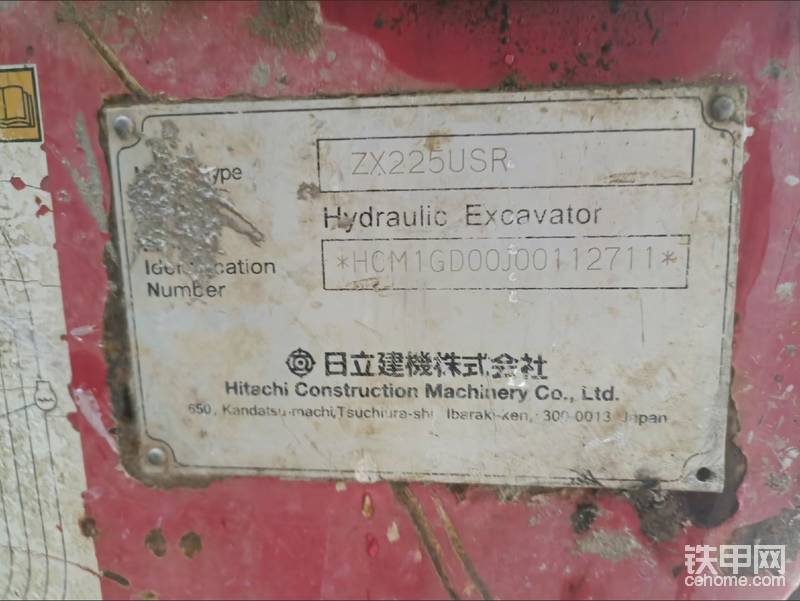 ZX225USR
Hydraulic Excavator
*HCM1GD00J00112711*
Identification
Number
日立建機株式会社
Hitachi Construction Machinery Co., Ltd.
650, Kandatsu-machi, Tsuchiura-shi, Ibaraki-ken, 300-0013 Japan
铁甲网
cehome.com